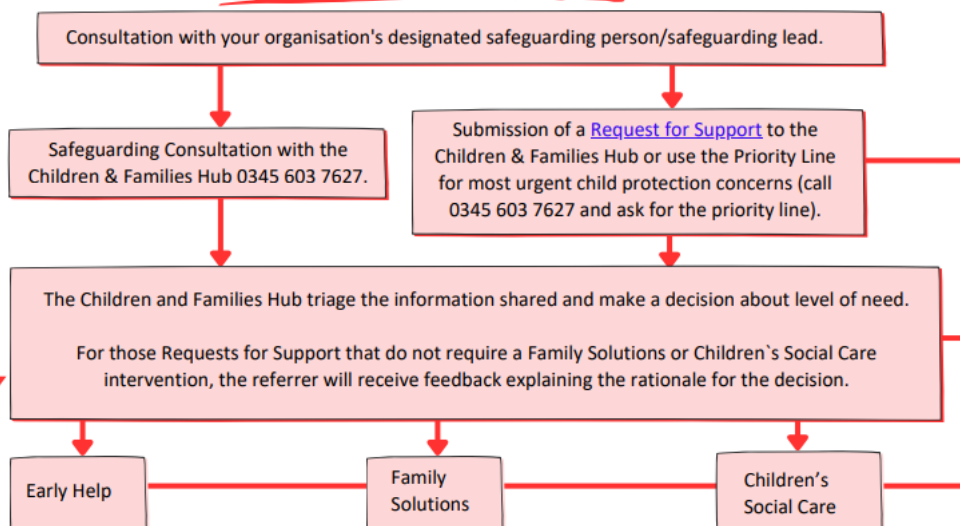 Consultation with your organisation's designated safeguarding person/safeguarding lead.
Safeguarding Consultation with the
Children & Families Hub 0345 603 7627.
Submission of a Request for Support to the
Children & Families Hub or use the Priority Line
for most urgent child protection concerns (call
0345 603 7627 and ask for the priority line).
The Children and Families Hub triage the information shared and make a decision about level of need.
For those Requests for Support that do not require a Family Solutions or Children`s Social Care
intervention, the referrer will receive feedback explaining the rationale for the decision.
Early Help
Family
Solutions
Children’s
Social Care